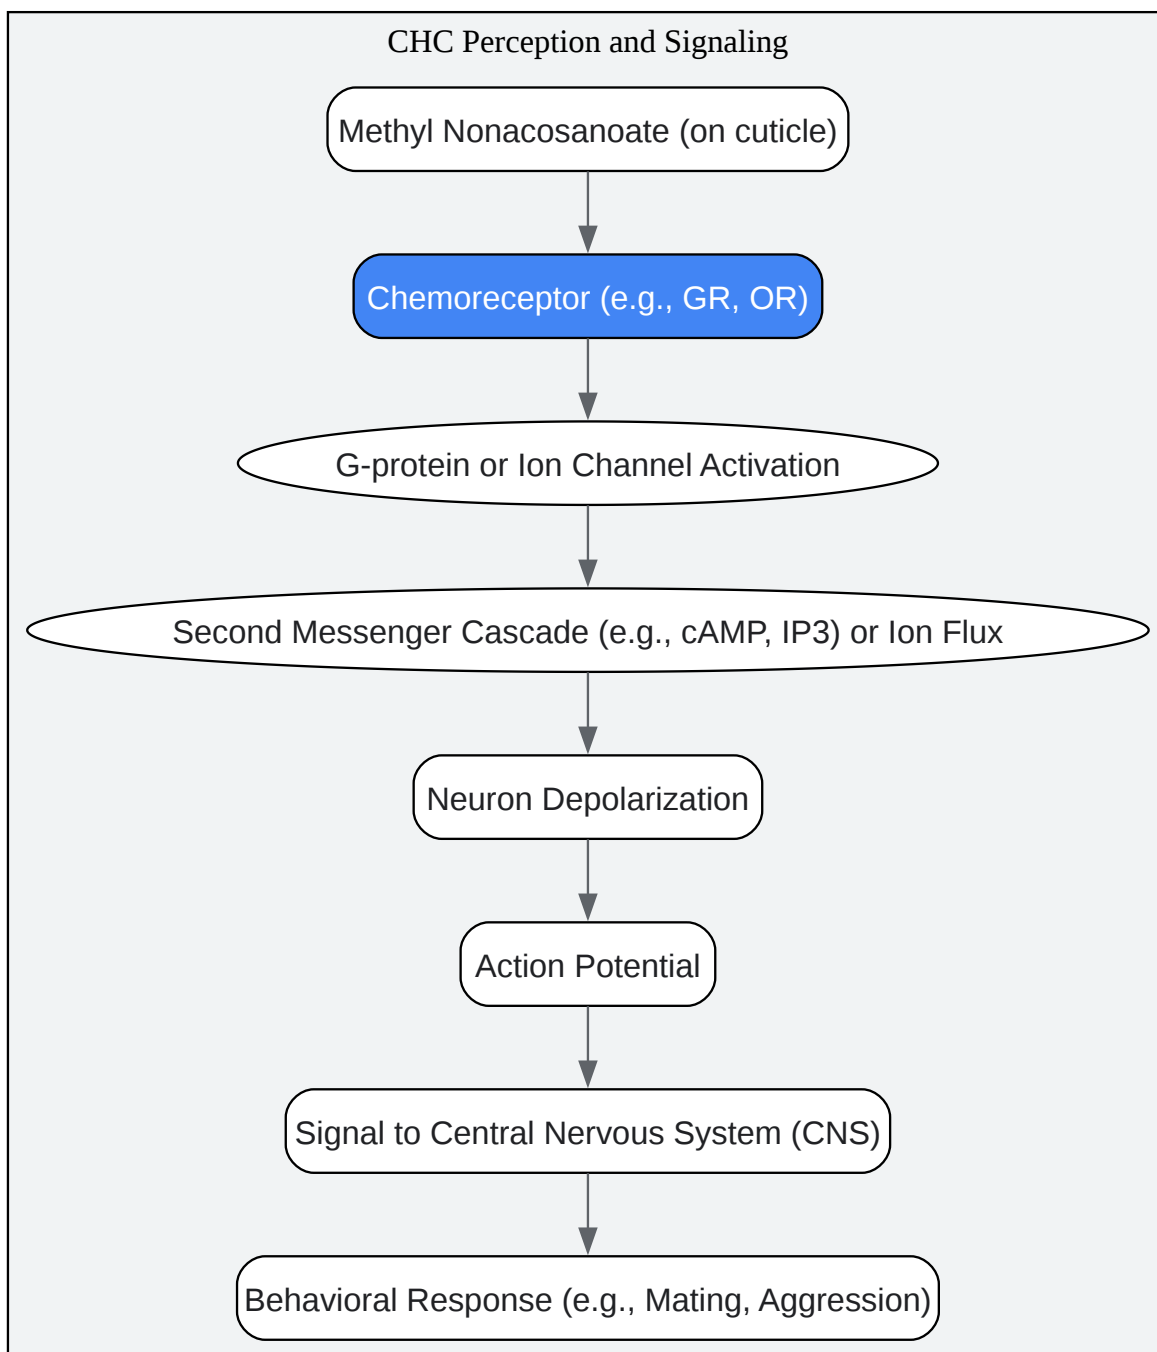 CHC Perception and Signaling
Methyl Nonacosanoate (on cuticle)
Chemoreceptor (e.g., GR, OR)
G-protein or Ion Channel Activation
Second Messenger Cascade (e.g., cAMP, IP3) or Ion Flux
Neuron Depolarization
Action Potential
Signal to Central Nervous System (CNS)
Behavioral Response (e.g., Mating, Aggression)